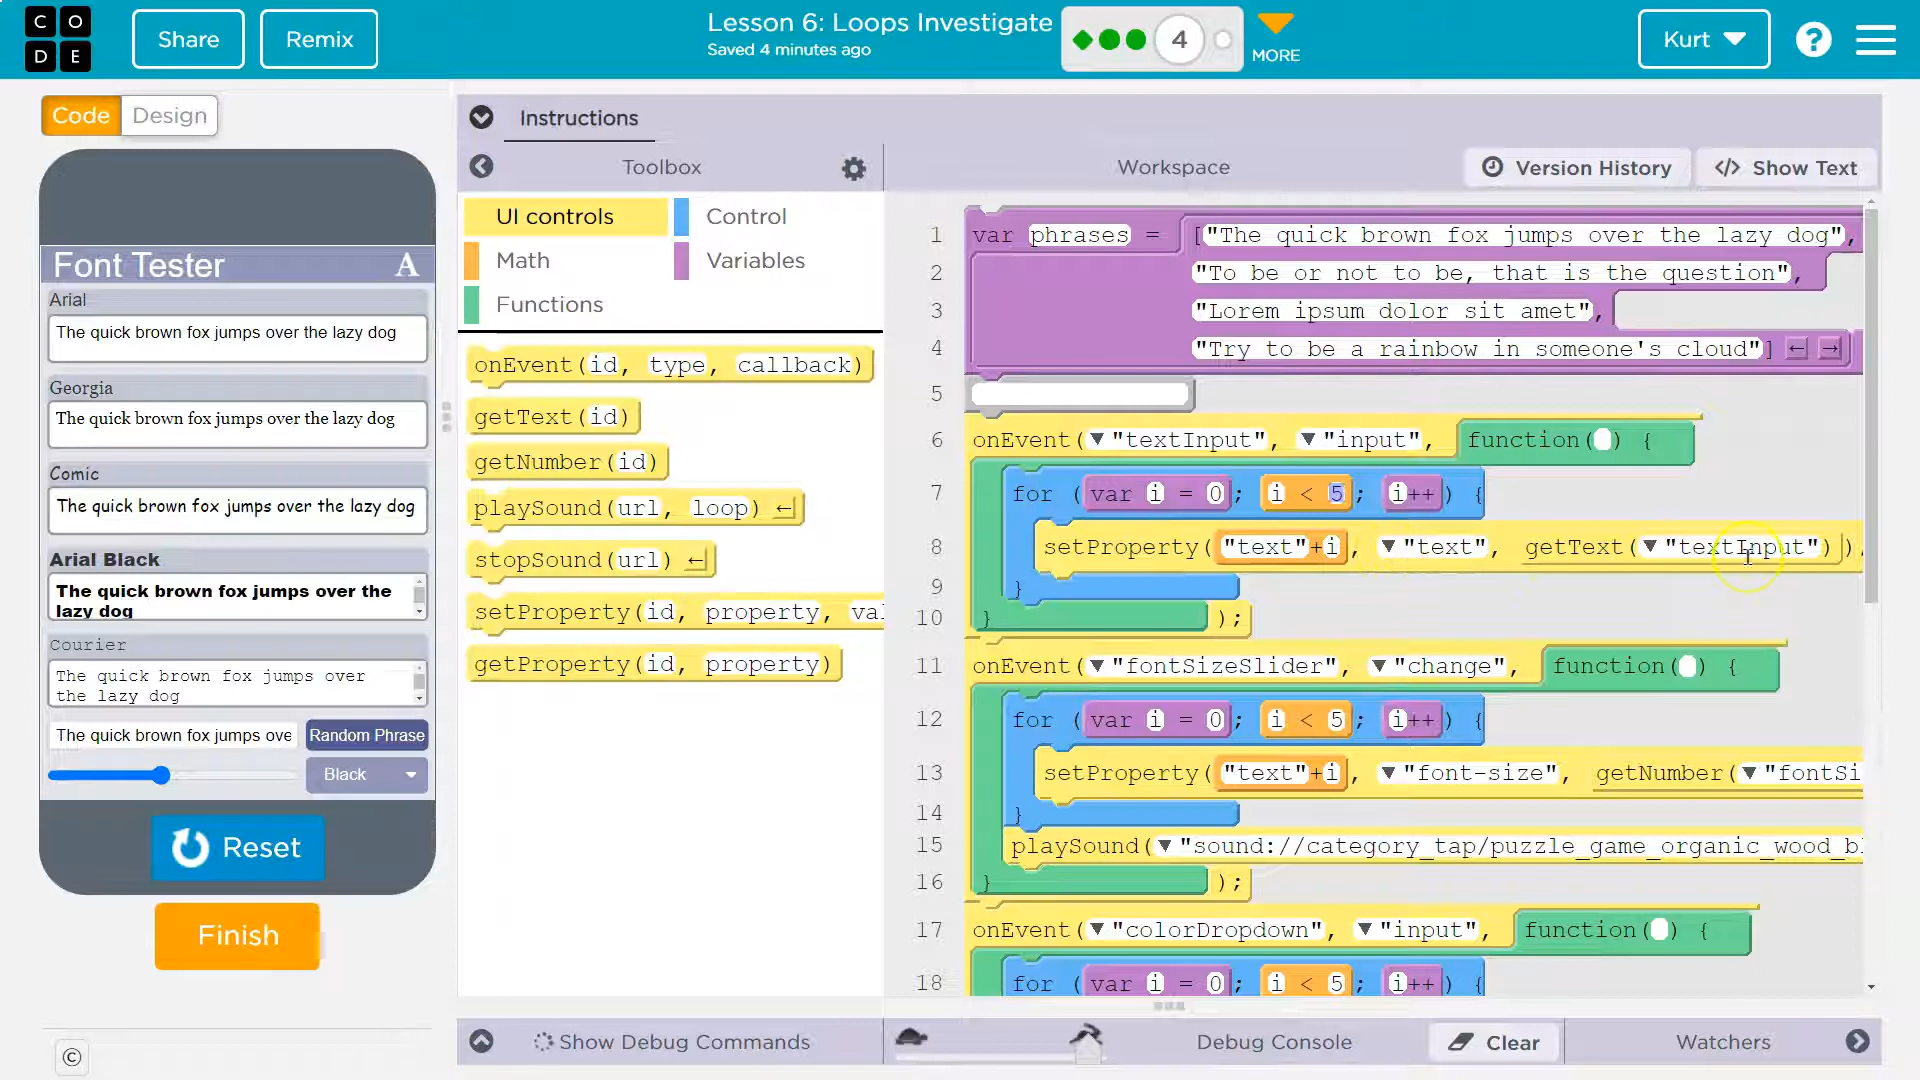 C O
D E
Share
Remix
Lesson 6: Loops Investigate
Saved 4 minutes ago
4
MORE
Kurt
?
Code
Design
Instructions
Toolbox
Workspace
Version History
</> Show Text
UI controls
Control
Math
Variables
Functions
onEvent(id, type, callback)
getText(id)
getNumber(id)
playSound(url, loop)
stopSound(url)
setProperty(id, property, val
getProperty(id, property)
Font Tester A
Arial
The quick brown fox jumps over the lazy dog
Georgia
The quick brown fox jumps over the lazy dog
Comic
The quick brown fox jumps over the lazy dog
Arial Black
The quick brown fox jumps over the
lazy dog
Courier
The quick brown fox jumps over
the lazy dog
The quick brown fox jumps ove
Random Phrase
Black
Reset
Finish
©
1 var phrases = ["The quick brown fox jumps over the lazy dog",
2 "To be or not to be, that is the question",
3 "Lorem ipsum dolor sit amet",
4 "Try to be a rainbow in someone's cloud"]
5
6 onEvent("textInput", "input", function() {
7 for (var i = 0; i < 5; i++) {
8 setProperty("text"+i, "text", getText("textInput"))
9 }
10 });
11 onEvent("fontSizeSlider", "change", function() {
12 for (var i = 0; i < 5; i++) {
13 setProperty("text"+i, "font-size", getNumber("fontSi
14 }
15 playSound("sound://category_tap/puzzle_game_organic_wood_bl
16 });
17 onEvent("colorDropdown", "input", function() {
18 for (var i = 0; i < 5; i++) {
Show Debug Commands
Debug Console
Clear
Watchers